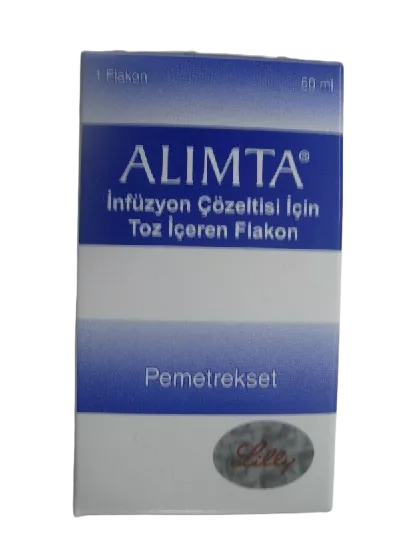 1 Flakon 50 ml
ALIMTA®
İnfüzyon Çözeltisi İçin
Toz İçeren Flakon
Pemetrekset
Lilly